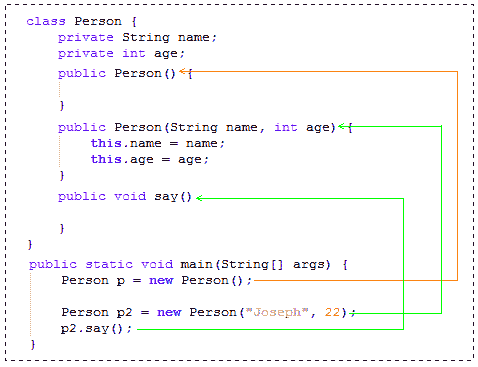 class Person {
private String name;
private int age;
public Person() {
}
public Person(String name, int age) {
this.name = name;
this.age = age;
}
public void say()
}
}
public static void main(String[] args) {
Person p = new Person();
Person p2 = new Person("Joseph", 22);
p2.say();
}